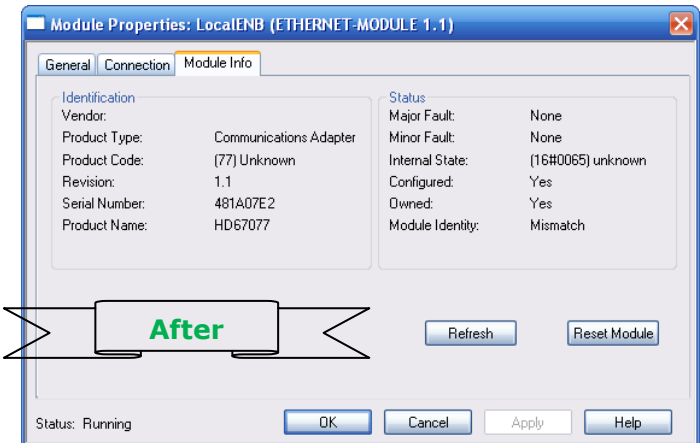 Module Properties: LocalENB (ETHERNET-MODULE 1.1)
General Connection Module Info
Identification
Vendor:
Product Type: Communications Adapter
Product Code: (77) Unknown
Revision: 1.1
Serial Number: 481A07E2
Product Name: HD67077
Status
Major Fault: None
Minor Fault: None
Internal State: (16#0065) unknown
Configured: Yes
Owned: Yes
Module Identity: Mismatch
After
Refresh Reset Module
Status: Running OK Cancel Apply Help